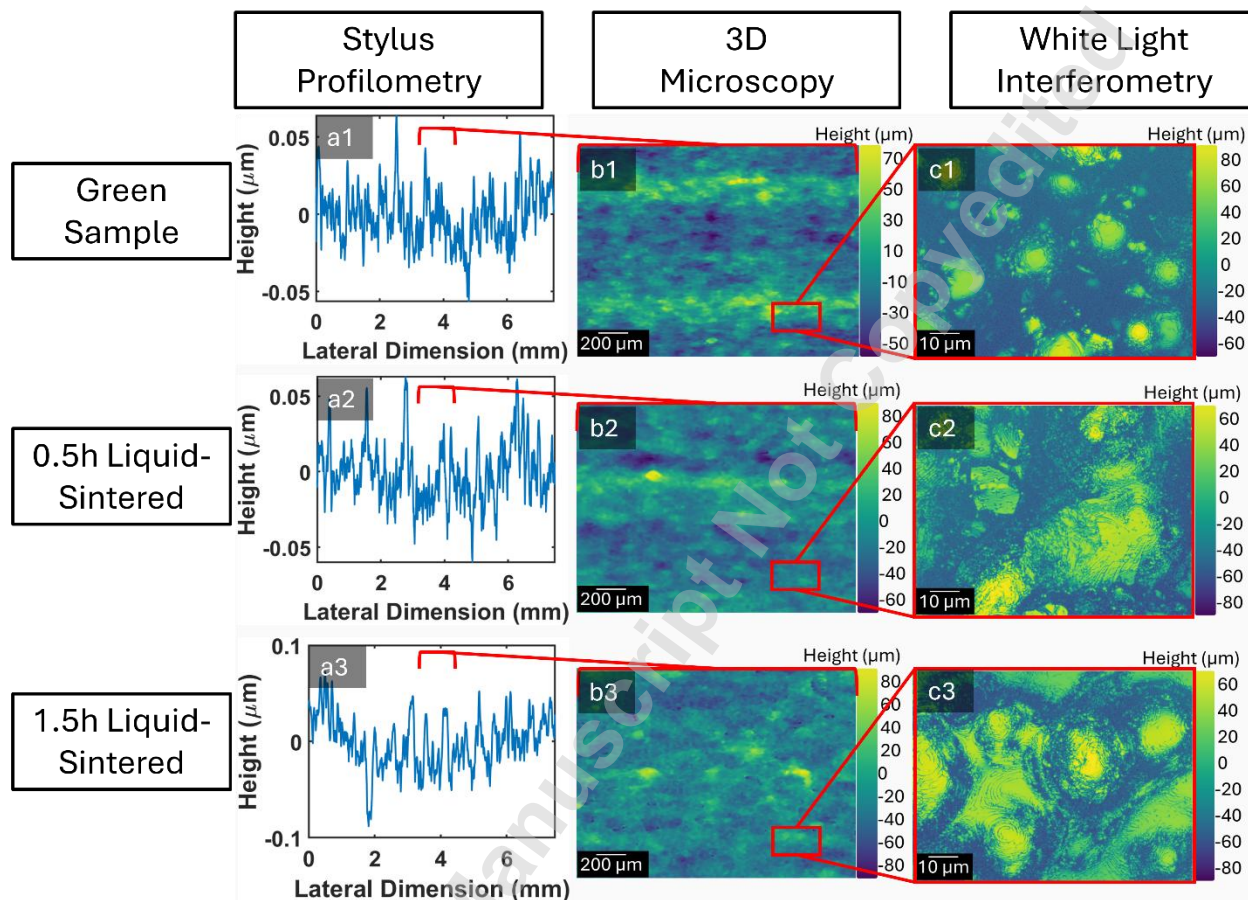 Stylus
Profilometry
3D
Microscopy
White Light
Interferometry
Green
Sample
a1
0.05
0
-0.05
Height (μm)
0 2 4 6
Lateral Dimension (mm)
b1
Height (µm)
70
50
30
10
-10
-30
-50
200 µm
c1
Height (µm)
80
60
40
20
0
-20
-40
-60
10 µm
0.5h Liquid-
Sintered
a2
0.05
0
-0.05
Height (μm)
0 2 4 6
Lateral Dimension (mm)
b2
Height (µm)
80
60
40
20
0
-20
-40
-60
200 µm
c2
Height (µm)
60
40
20
0
-20
-40
-60
-80
10 µm
1.5h Liquid-
Sintered
a3
0.1
0
-0.1
Height (μm)
0 2 4 6
Lateral Dimension (mm)
b3
Height (µm)
80
60
40
20
0
-20
-40
-60
-80
200 µm
c3
Height (µm)
60
40
20
0
-20
-40
-60
-80
10 µm
Manuscript Not Copyedited